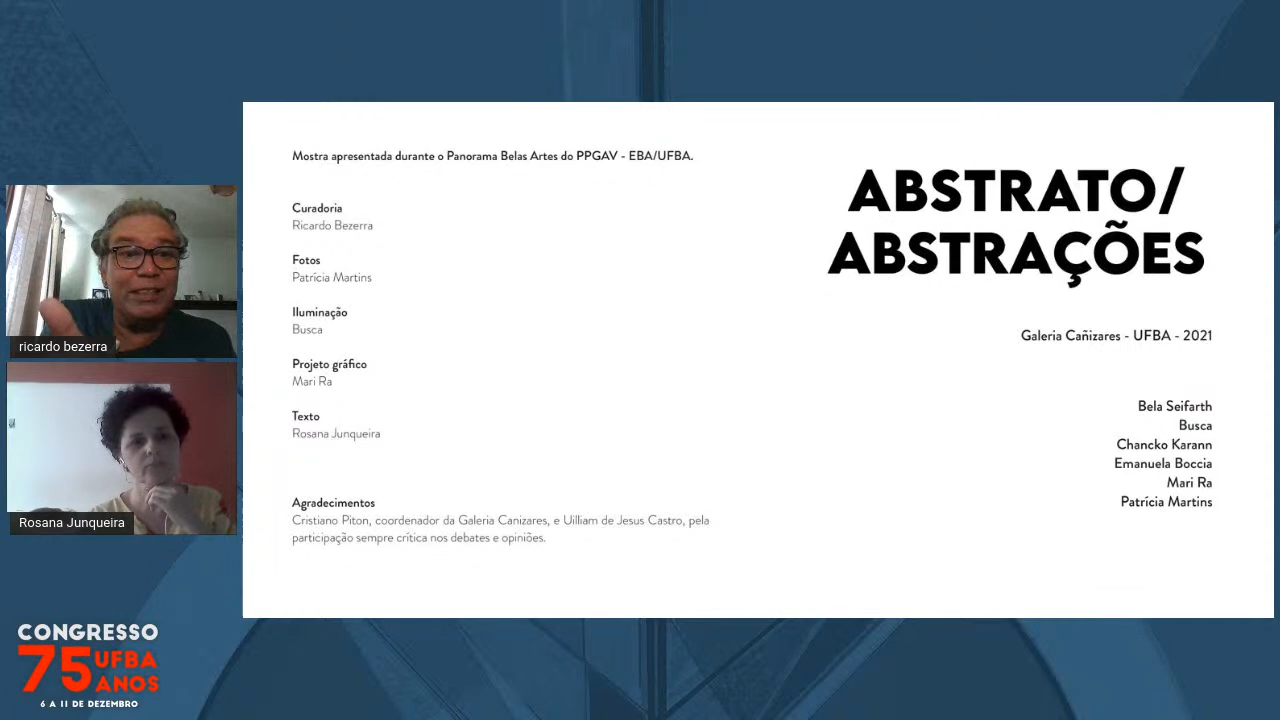 Mostra apresentada durante o Panorama Belas Artes do PPGAV - EBA/UFBA.
Curadoria
Ricardo Bezerra
Fotos
Patrícia Martins
Iluminação
Busca
Projeto gráfico
Mari Ra
Texto
Rosana Junqueira
Agradecimentos
Cristiano Piton, coordenador da Galeria Canizares, e Uilliam de Jesus Castro, pela
participação sempre crítica nos debates e opiniões.
ABSTRATO/
ABSTRAÇÕES
Galeria Cañizares - UFBA - 2021
Bela Seifarth
Busca
Chancko Karann
Emanuela Boccia
Mari Ra
Patrícia Martins
ricardo bezerra
Rosana Junqueira
CONGRESSO
75 UFBA
ANOS
6 A 11 DE DEZEMBRO